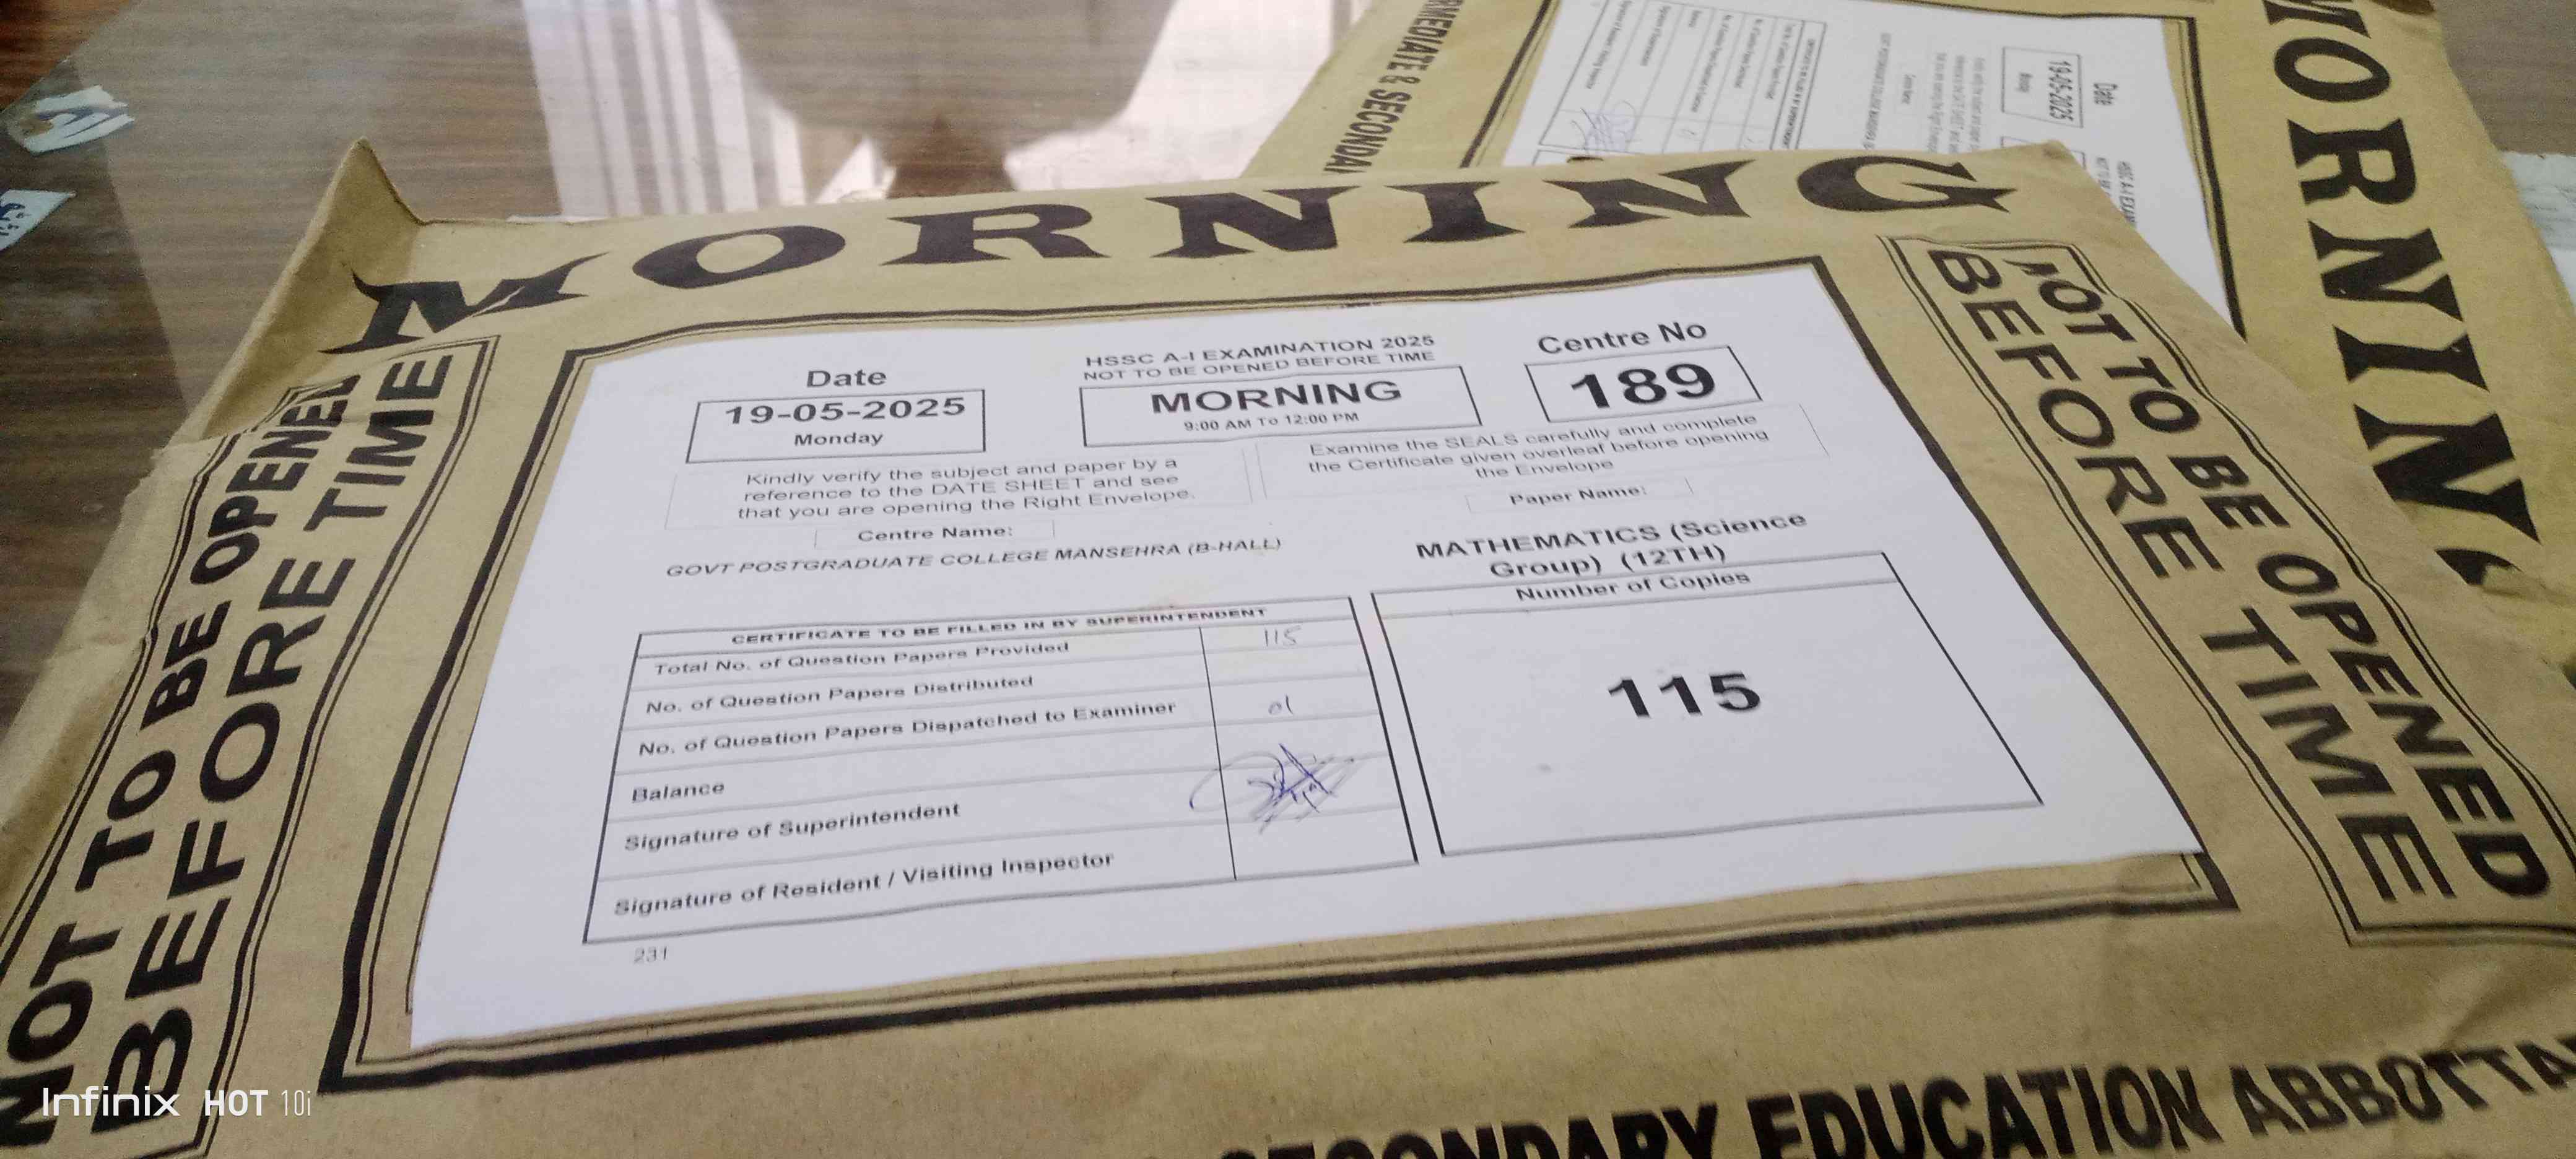 MORNING
NOT TO BE OPENED
BEFORE TIME
Date
19-05-2025
Monday
HSSC A-I EXAMINATION 2025
NOT TO BE OPENED BEFORE TIME
MORNING
9:00 AM To 12:00 PM
Centre No
189
Kindly verify the subject and paper by a
reference to the DATE SHEET and see
that you are opening the Right Envelope.
Examine the SEALS carefully and complete
the Certificate given overleaf before opening
the Envelope
Centre Name:
GOVT POSTGRADUATE COLLEGE MANSEHRA (B-HALL)
Paper Name:
MATHEMATICS (Science
Group) (12TH)
Number of Copies
115
CERTIFICATE TO BE FILLED IN BY SUPERINTENDENT
Total No. of Question Papers Provided 115
No. of Question Papers Distributed
No. of Question Papers Dispatched to Examiner 01
Balance
Signature of Superintendent
Signature of Resident / Visiting Inspector
231
NOT TO BE OPENED
BEFORE TIME
SECONDARY EDUCATION ABBOTTA
RMEDIATE & SECONDA
MORNING
Date
19-05-2025
Infinix HOT 10i